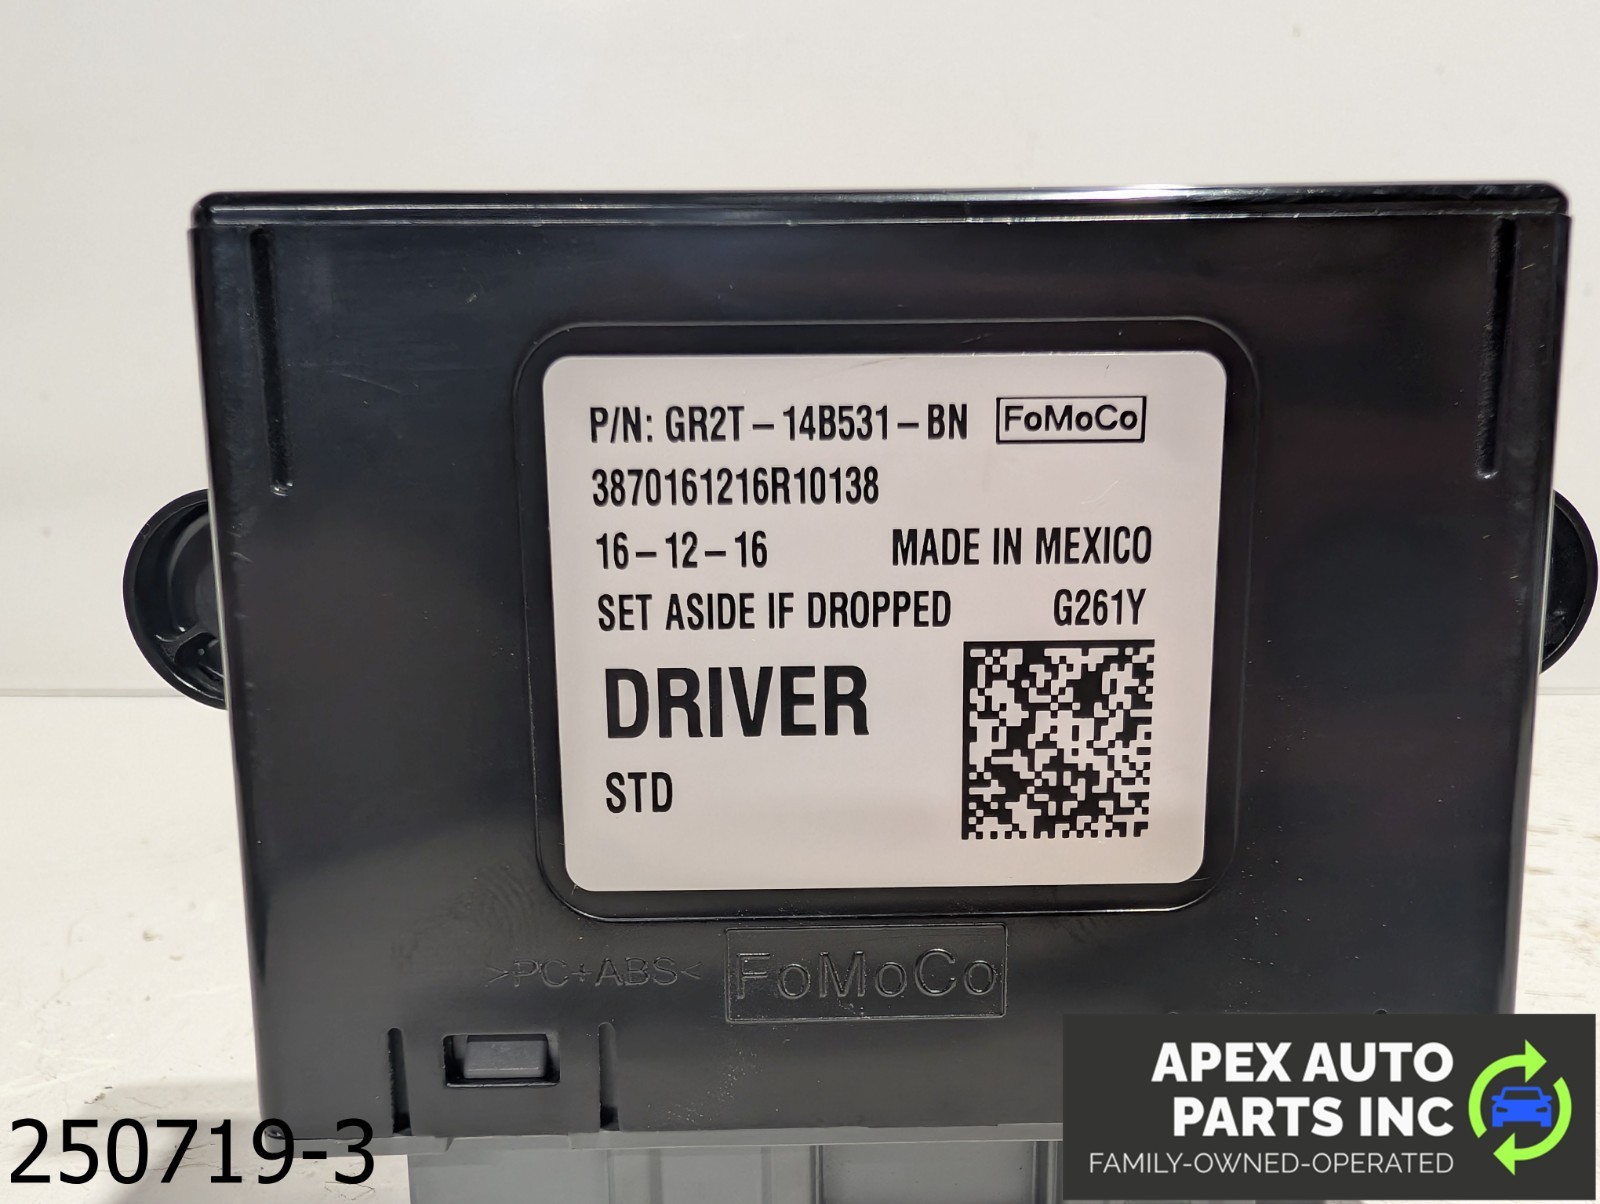 P/N: GR2T-14B531-BN FoMoCo
3870161216R10138
16-12-16 MADE IN MEXICO
SET ASIDE IF DROPPED G261Y
DRIVER
STD
>PC+ABS< FoMoCo
250719-3
APEX AUTO
PARTS INC
FAMILY-OWNED-OPERATED